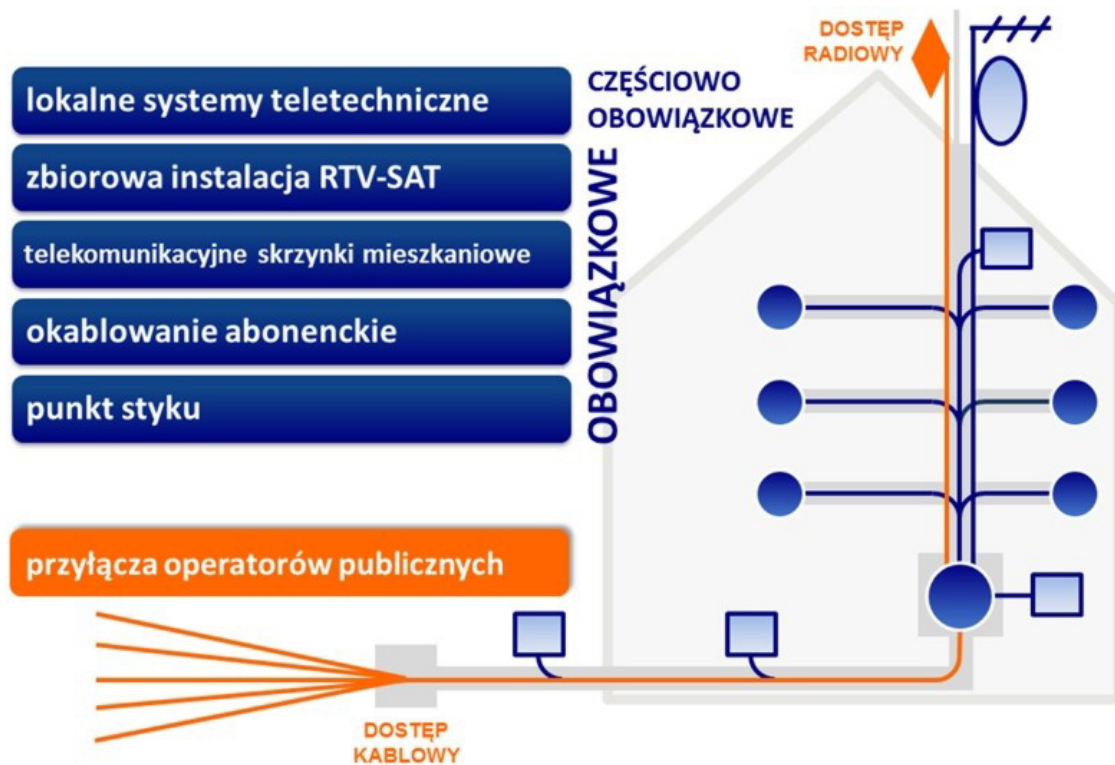 DOSTĘP
RADIOWY
lokalne systemy teletechniczne
CZĘŚCIOWO
OBOWIĄZKOWE
zbiorowa instalacja RTV-SAT
telekomunikacyjne skrzynki mieszkaniowe
okablowanie abonenckie
punkt styku
OBOWIĄZKOWE
przyłącza operatorów publicznych
DOSTĘP
KABLOWY